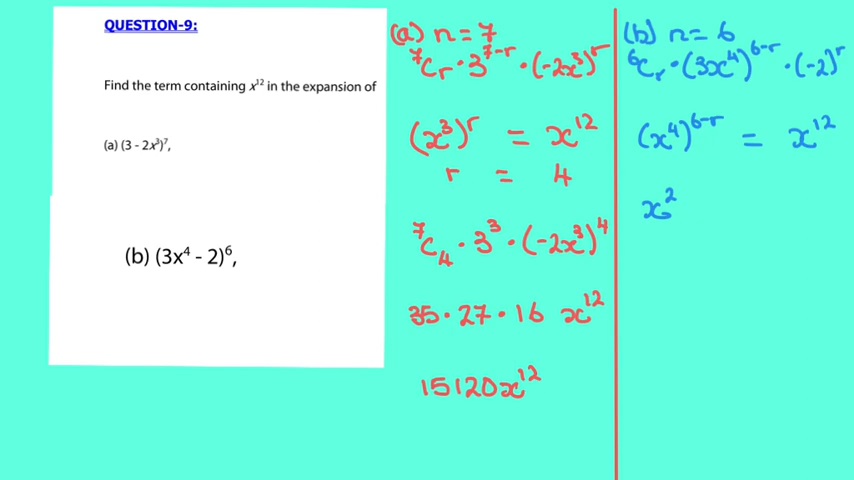 QUESTION-9:
Find the term containing x¹² in the expansion of
(a) (3 - 2x³)⁷,
(b) (3x⁴ - 2)⁶,
(a) n = 7
⁷Cᵣ · 3⁷⁻ʳ · (-2x³)ʳ
(x³)ʳ = x¹²
r = 4
⁷C₄ · 3³ · (-2x³)⁴
35 · 27 · 16 x¹²
15120x¹²
(b) n = 6
⁶Cᵣ · (3x⁴)⁶⁻ʳ · (-2)ʳ
(x⁴)⁶⁻ʳ = x¹²
x²